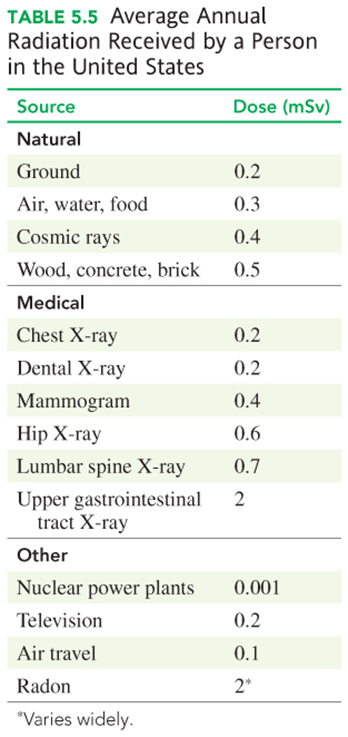 TABLE 5.5 Average Annual
Radiation Received by a Person
in the United States
Source Dose (mSv)
Natural
Ground 0.2
Air, water, food 0.3
Cosmic rays 0.4
Wood, concrete, brick 0.5
Medical
Chest X-ray 0.2
Dental X-ray 0.2
Mammogram 0.4
Hip X-ray 0.6
Lumbar spine X-ray 0.7
Upper gastrointestinal 2
tract X-ray
Other
Nuclear power plants 0.001
Television 0.2
Air travel 0.1
Radon 2*
*Varies widely.